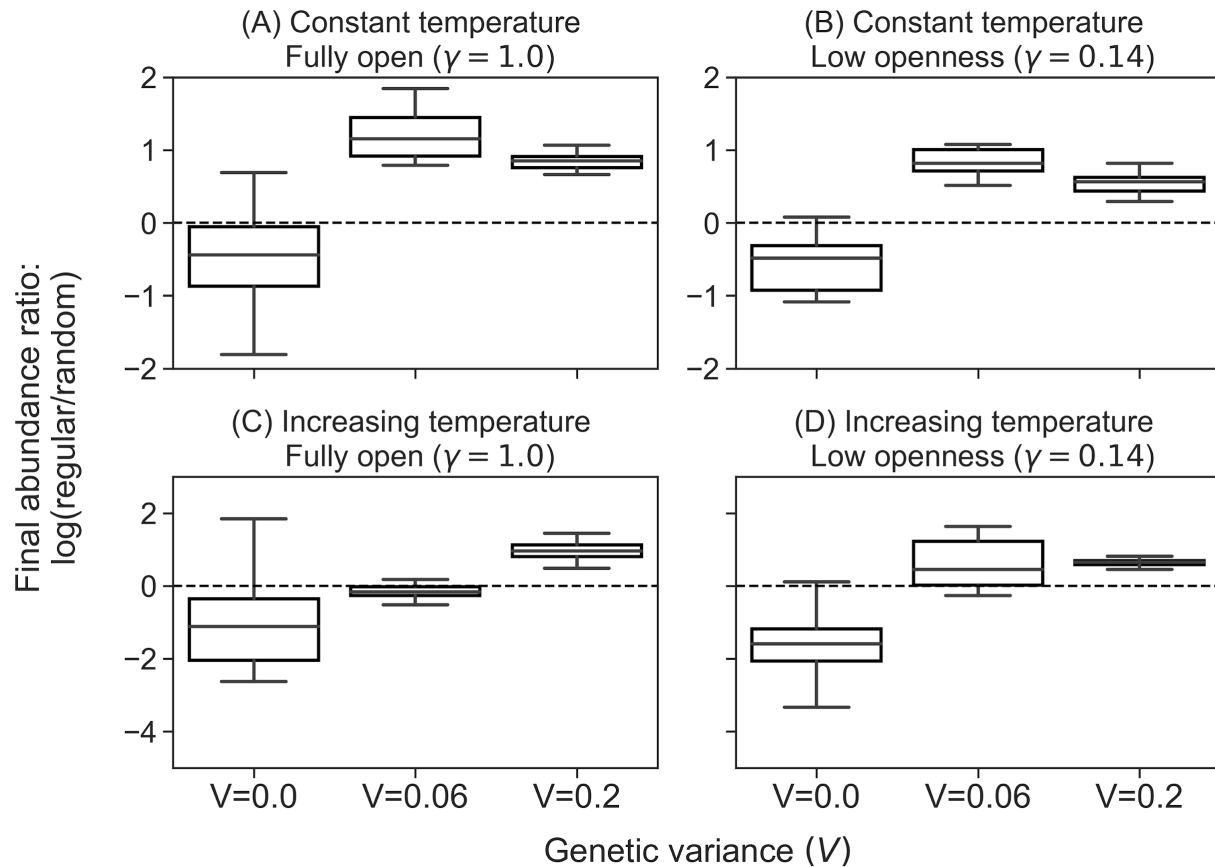 (A) Constant temperature
Fully open (γ = 1.0)
(B) Constant temperature
Low openness (γ = 0.14)
2
1
0
−1
−2
2
1
0
−1
−2
(C) Increasing temperature
Fully open (γ = 1.0)
(D) Increasing temperature
Low openness (γ = 0.14)
2
0
−2
−4
Final abundance ratio:
log(regular/random)
V=0.0 V=0.06 V=0.2
V=0.0 V=0.06 V=0.2
Genetic variance (V)